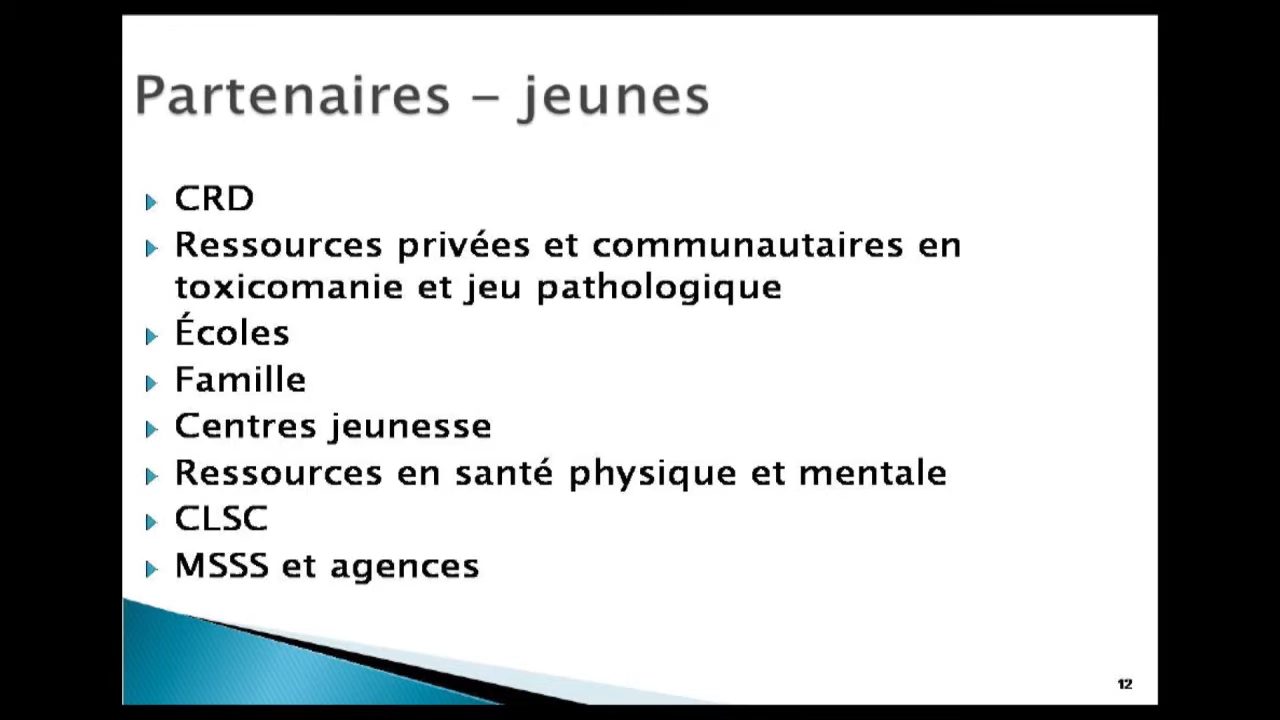 Partenaires – jeunes
CRD
Ressources privées et communautaires en
toxicomanie et jeu pathologique
Écoles
Famille
Centres jeunesse
Ressources en santé physique et mentale
CLSC
MSSS et agences
12